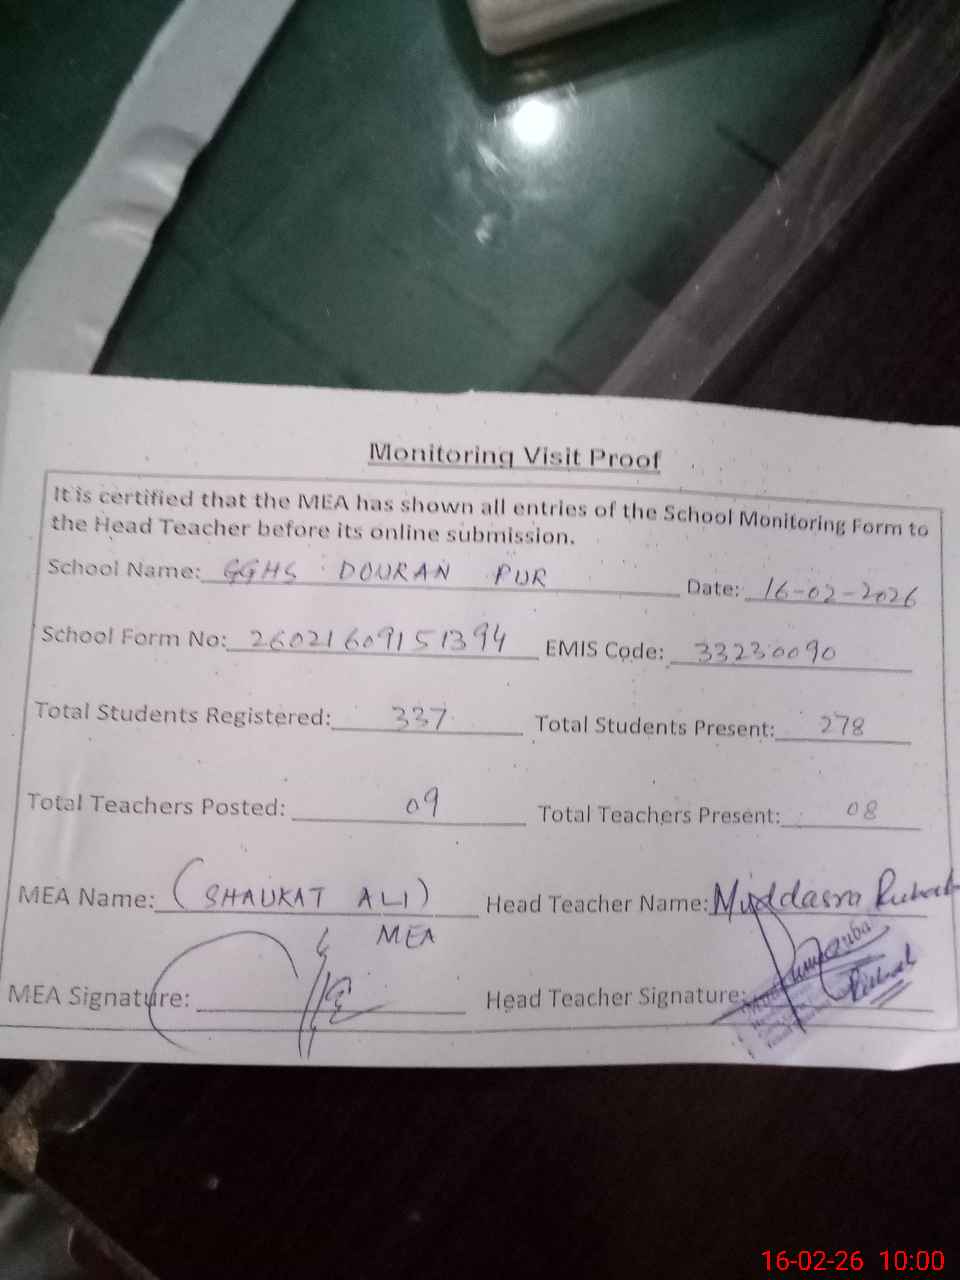 Monitoring Visit Proof
It is certified that the MEA has shown all entries of the School Monitoring Form to
the Head Teacher before its online submission.
School Name: GGHS DOURAN PUR Date: 16-02-2026
School Form No: 26021609151394 EMIS Code: 33230090
Total Students Registered: 337 Total Students Present: 278
Total Teachers Posted: 09 Total Teachers Present: 08
MEA Name: (SHAUKAT ALI) Head Teacher Name: Muddasra
MEA
MEA Signature: Head Teacher Signature:
16-02-26 10:00